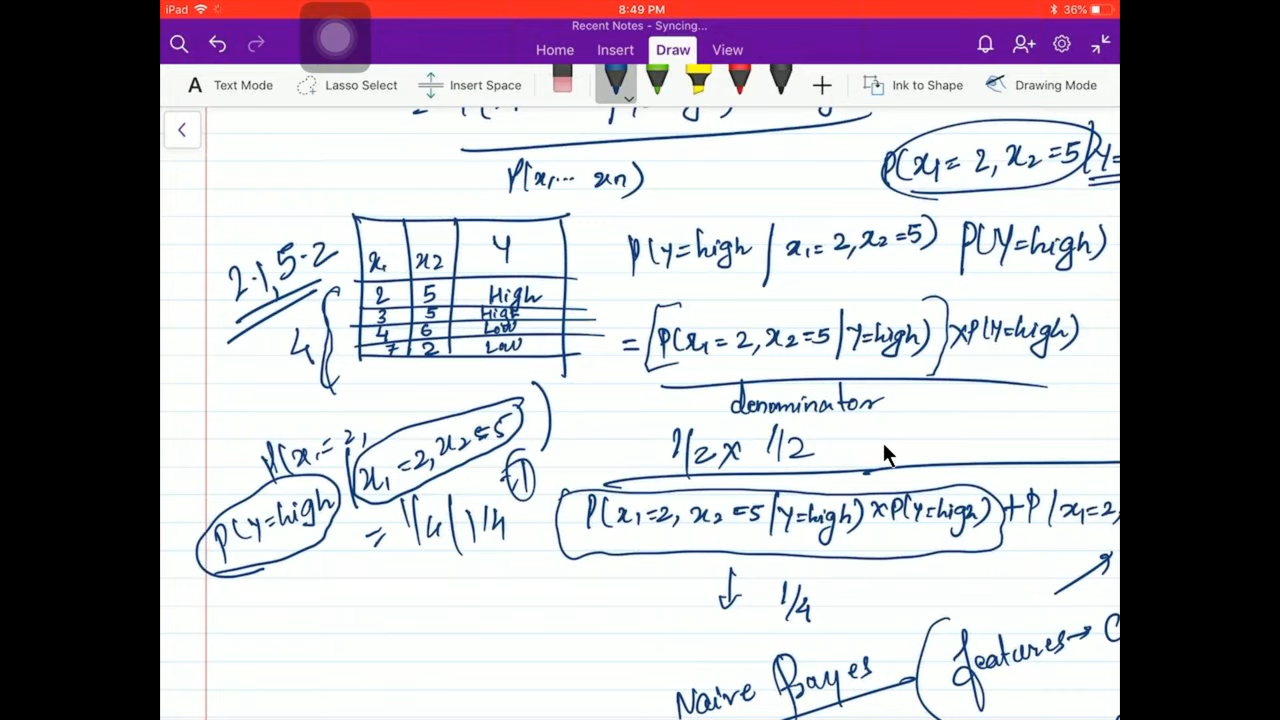 iPad 8:49 PM 36%
Recent Notes - Syncing...
Home Insert Draw View
A Text Mode Lasso Select Insert Space + Ink to Shape Drawing Mode
P(x1... xn)
P(x1 = 2, x2 = 5 | Y=
2.1, 5.2
x1 x2 Y
2 5 High
3 5 High
4 6 Low
7 2 Low
4 {
P(Y=high | x1 = 2, x2 = 5) P(Y=high)
= [P(x1 = 2, x2 = 5 | Y=high)] x P(Y=high)
denominator
1/2 x 1/2
P(x1=2, x2=5 | Y=high) x P(Y=high) + P(x1=2,
↓ 1/4
P(x1 = 2,
P(Y=high | x1 = 2, x2 = 5) = 1
= 1/4 | 1/4
Naive Bayes ( features → C